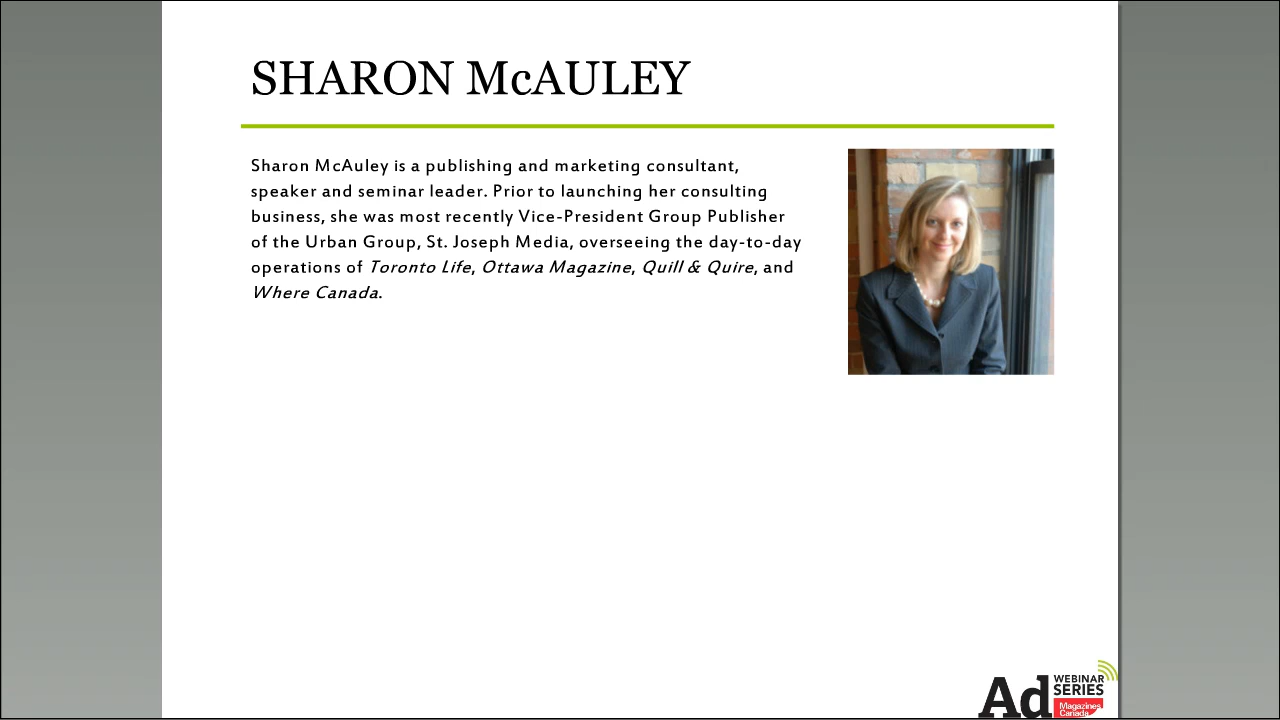 SHARON McAULEY
Sharon McAuley is a publishing and marketing consultant,
speaker and seminar leader. Prior to launching her consulting
business, she was most recently Vice-President Group Publisher
of the Urban Group, St. Joseph Media, overseeing the day-to-day
operations of Toronto Life, Ottawa Magazine, Quill & Quire, and
Where Canada.
Ad
WEBINAR
SERIES
Magazines
Canada